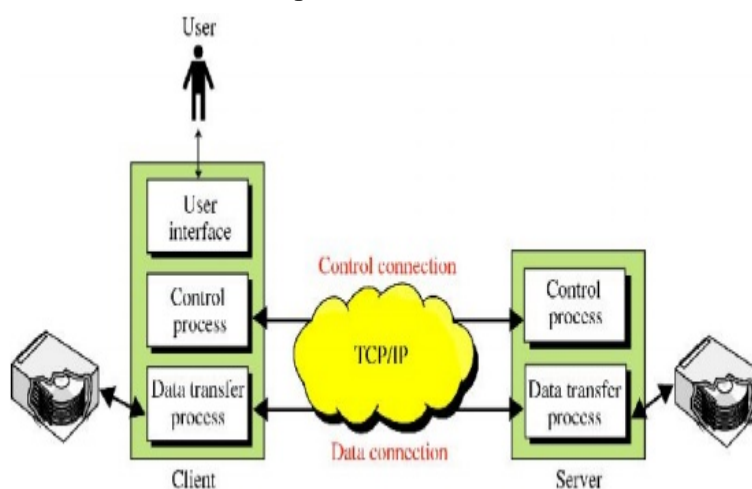 User
User
interface
Control connection
Control
process
Control
process
TCP/IP
Data transfer
process
Data transfer
process
Data connection
Client
Server